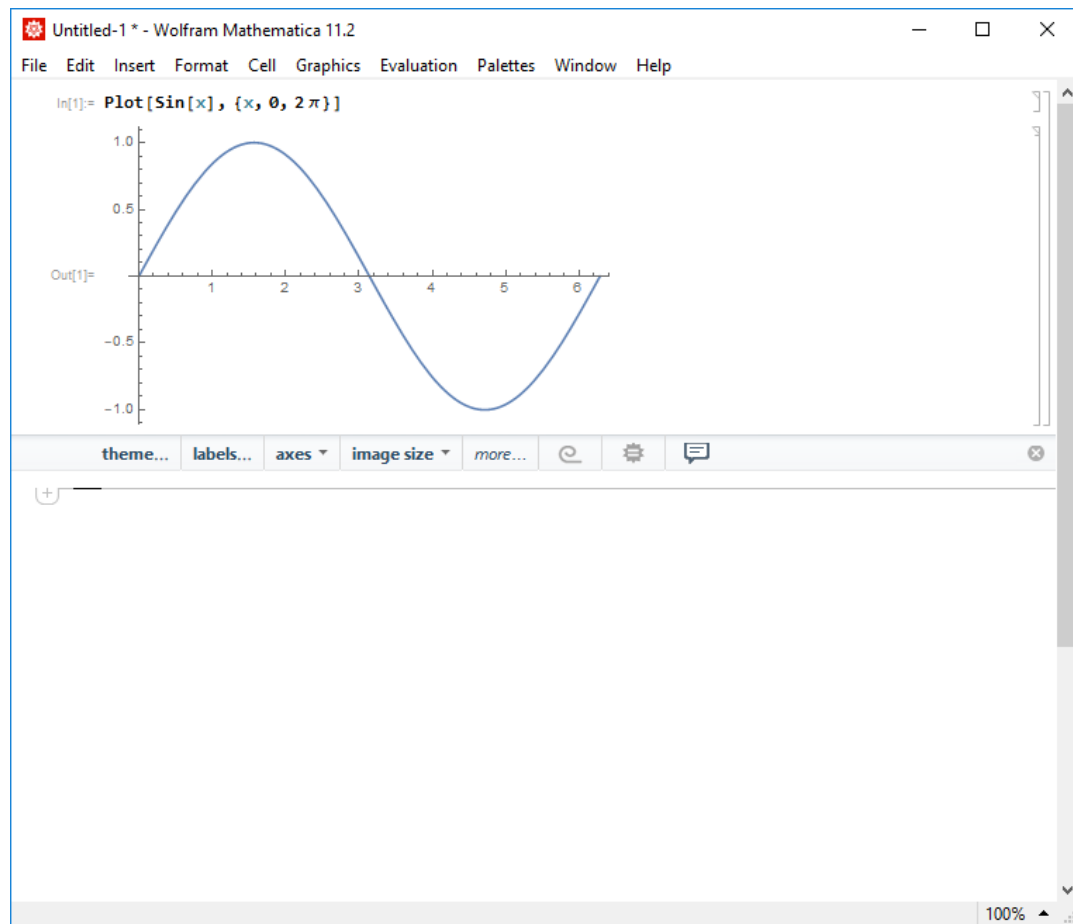 Untitled-1 * - Wolfram Mathematica 11.2
File Edit Insert Format Cell Graphics Evaluation Palettes Window Help
In[1]:= Plot[Sin[x], {x, 0, 2 π}]
1.0
0.5
Out[1]=
1 2 3 4 5 6
-0.5
-1.0
theme... labels... axes image size more...
100%